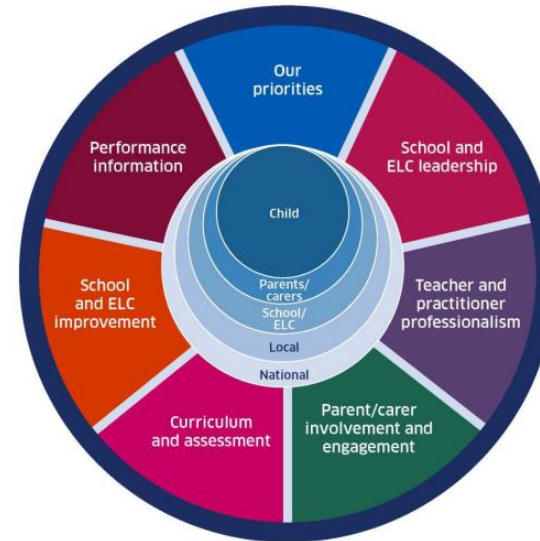 Our
priorities
School and
ELC leadership
Teacher and
practitioner
professionalism
Parent/carer
involvement and
engagement
Curriculum
and assessment
School
and ELC
improvement
Performance
information
Child
Parents/
carers
School/
ELC
Local
National